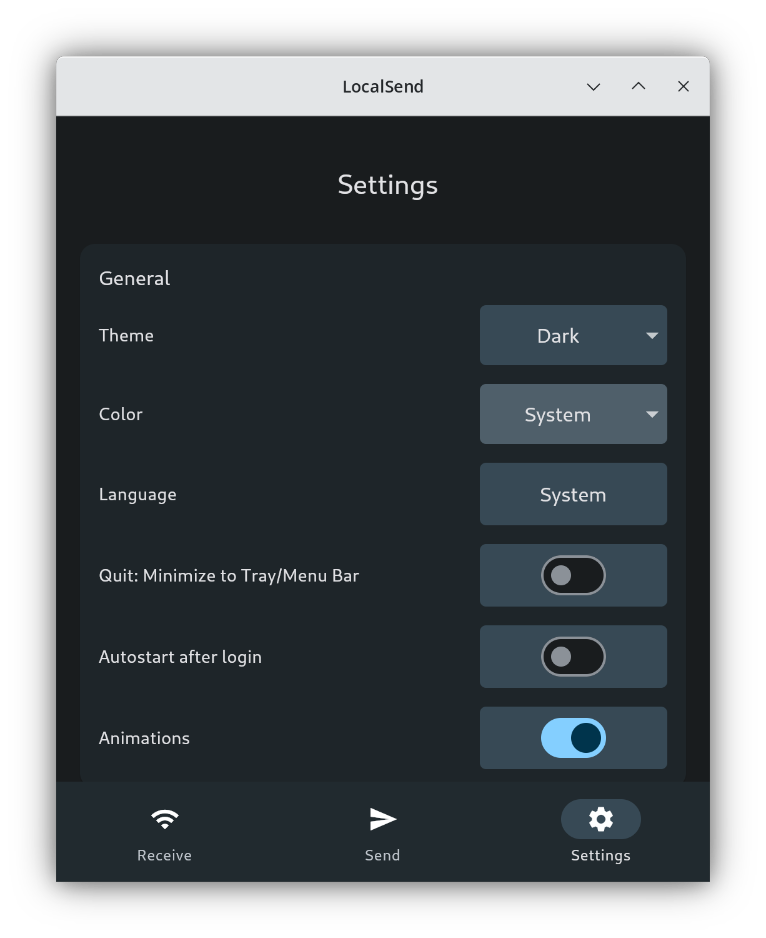 LocalSend
Settings
General
Theme
Dark
Color
System
Language
System
Quit: Minimize to Tray/Menu Bar
Autostart after login
Animations
Receive
Send
Settings